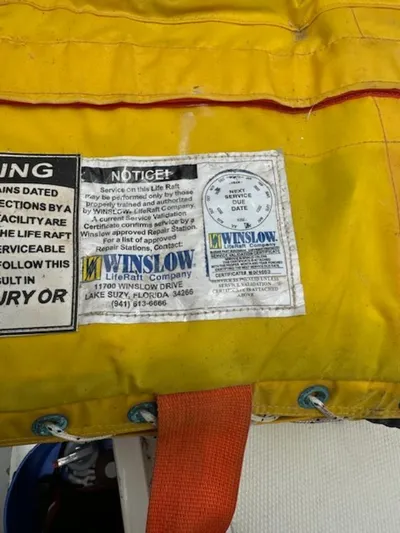 ING
AINS DATED
ECTIONS BY A
FACILITY ARE
THE LIFE RAFT
ERVICEABLE
FOLLOW THIS
SULT IN
URY OR
NOTICE!
Service on this Life Raft
may be performed only by those
Properly trained and authorized
by WINSLOW LifeRaft Company.
A current Service Validation
Certificate confirms service by a
Winslow approved Repair Station.
For a list of approved
Repair Stations, Contact:
WINSLOW
LifeRaft Company
11700 WINSLOW DRIVE
LAKE SUZY, FLORIDA 34266
(941) 613-6666
NEXT
SERVICE
DUE
DATE
WINSLOW
LifeRaft Company
SERVICE VALIDATION
ABOVE